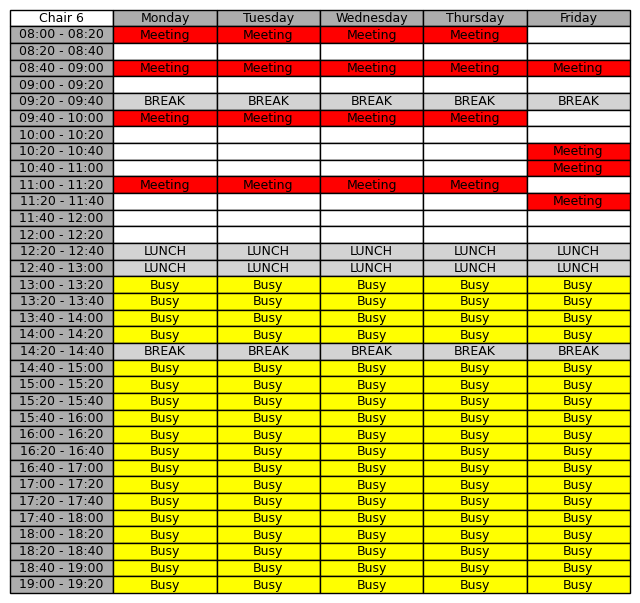 Chair 6 Monday Tuesday Wednesday Thursday Friday
08:00 - 08:20 Meeting Meeting Meeting Meeting
08:20 - 08:40
08:40 - 09:00 Meeting Meeting Meeting Meeting Meeting
09:00 - 09:20
09:20 - 09:40 BREAK BREAK BREAK BREAK BREAK
09:40 - 10:00 Meeting Meeting Meeting Meeting
10:00 - 10:20
10:20 - 10:40 Meeting
10:40 - 11:00 Meeting
11:00 - 11:20 Meeting Meeting Meeting Meeting
11:20 - 11:40 Meeting
11:40 - 12:00
12:00 - 12:20
12:20 - 12:40 LUNCH LUNCH LUNCH LUNCH LUNCH
12:40 - 13:00 LUNCH LUNCH LUNCH LUNCH LUNCH
13:00 - 13:20 Busy Busy Busy Busy Busy
13:20 - 13:40 Busy Busy Busy Busy Busy
13:40 - 14:00 Busy Busy Busy Busy Busy
14:00 - 14:20 Busy Busy Busy Busy Busy
14:20 - 14:40 BREAK BREAK BREAK BREAK BREAK
14:40 - 15:00 Busy Busy Busy Busy Busy
15:00 - 15:20 Busy Busy Busy Busy Busy
15:20 - 15:40 Busy Busy Busy Busy Busy
15:40 - 16:00 Busy Busy Busy Busy Busy
16:00 - 16:20 Busy Busy Busy Busy Busy
16:20 - 16:40 Busy Busy Busy Busy Busy
16:40 - 17:00 Busy Busy Busy Busy Busy
17:00 - 17:20 Busy Busy Busy Busy Busy
17:20 - 17:40 Busy Busy Busy Busy Busy
17:40 - 18:00 Busy Busy Busy Busy Busy
18:00 - 18:20 Busy Busy Busy Busy Busy
18:20 - 18:40 Busy Busy Busy Busy Busy
18:40 - 19:00 Busy Busy Busy Busy Busy
19:00 - 19:20 Busy Busy Busy Busy Busy